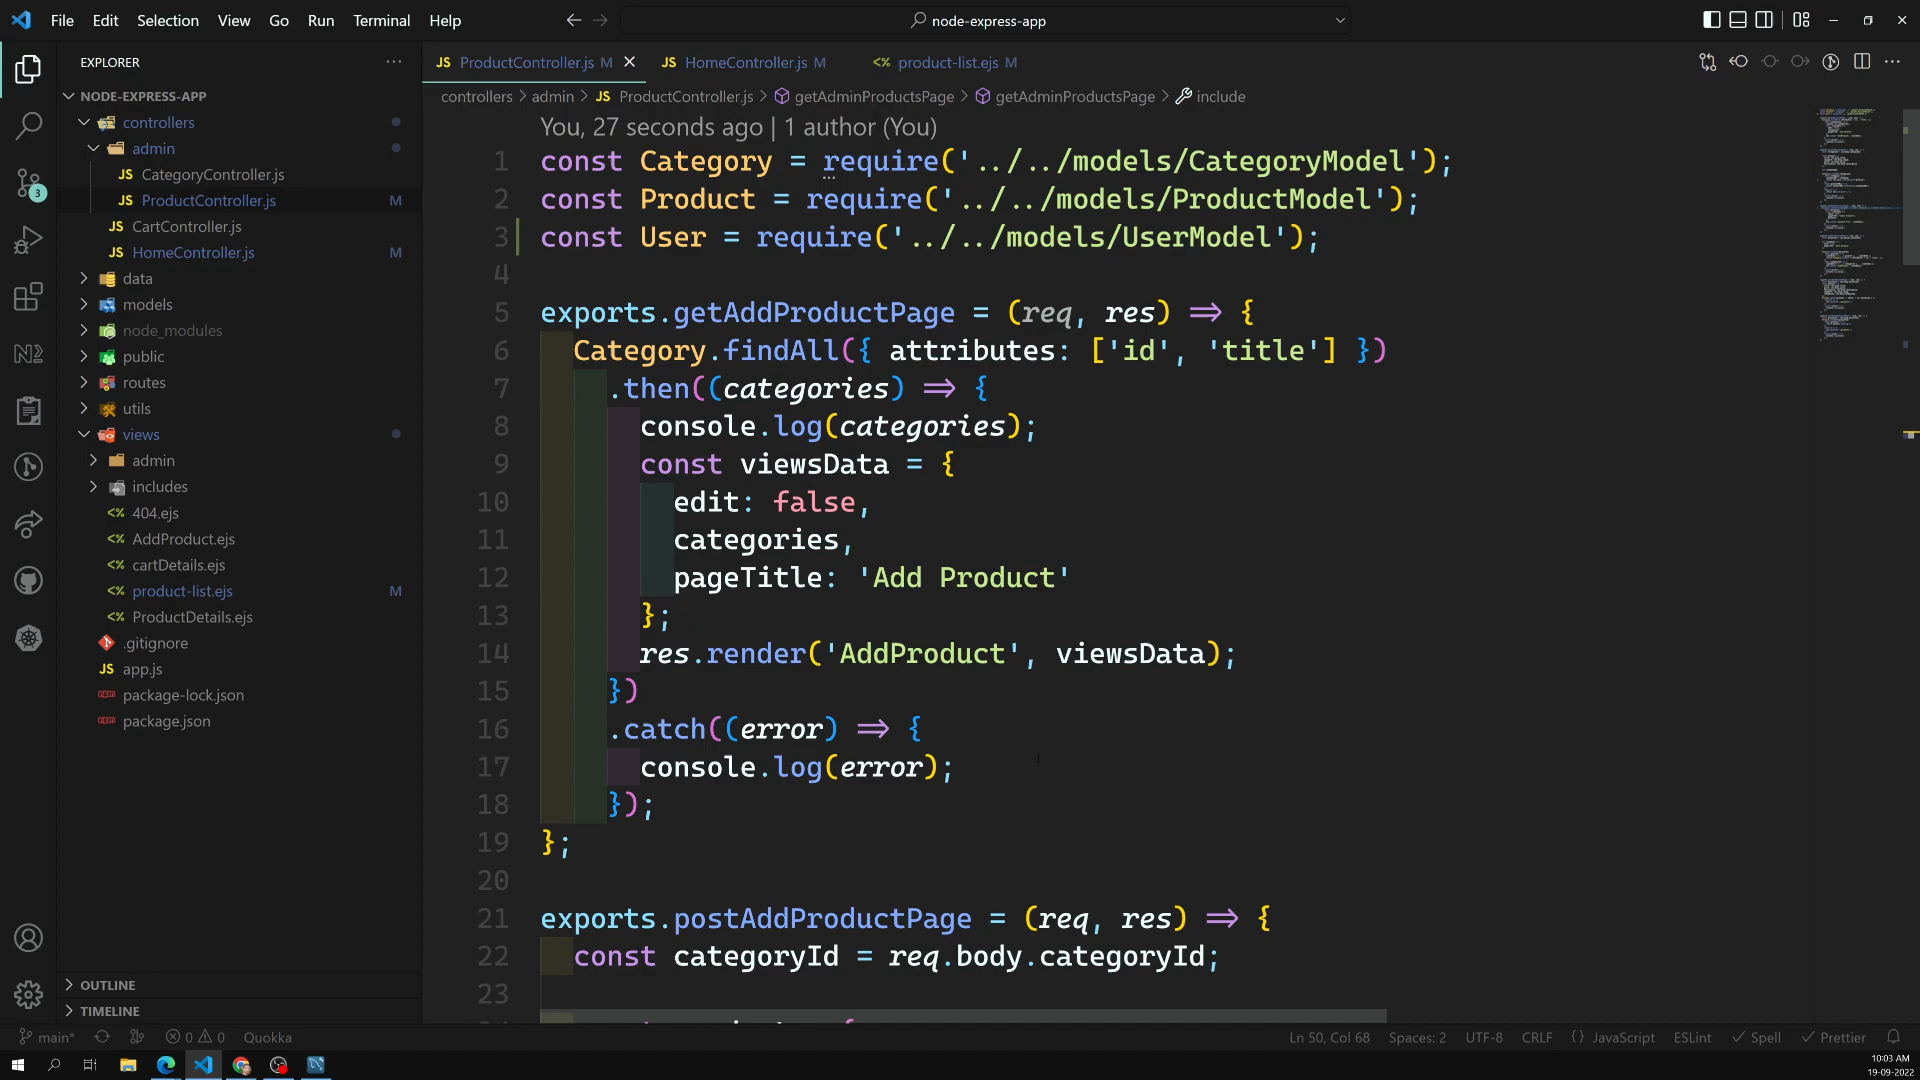 File Edit Selection View Go Run Terminal Help
node-express-app
EXPLORER
NODE-EXPRESS-APP
controllers
admin
JS CategoryController.js
JS ProductController.js M
JS CartController.js
JS HomeController.js M
data
models
node_modules
public
routes
utils
views
admin
includes
<%> 404.ejs
<%> AddProduct.ejs
<%> cartDetails.ejs
<%> product-list.ejs M
<%> ProductDetails.ejs
.gitignore
JS app.js
package-lock.json
package.json
OUTLINE
TIMELINE
3
JS ProductController.js M
JS HomeController.js M
<%> product-list.ejs M
controllers > admin > JS ProductController.js > getAdminProductsPage > getAdminProductsPage > include
You, 27 seconds ago | 1 author (You)
1 const Category = require('../../models/CategoryModel');
2 const Product = require('../../models/ProductModel');
3 const User = require('../../models/UserModel');
4
5 exports.getAddProductPage = (req, res) => {
6 Category.findAll({ attributes: ['id', 'title'] })
7 .then((categories) => {
8 console.log(categories);
9 const viewsData = {
10 edit: false,
11 categories,
12 pageTitle: 'Add Product'
13 };
14 res.render('AddProduct', viewsData);
15 })
16 .catch((error) => {
17 console.log(error);
18 });
19 };
20
21 exports.postAddProductPage = (req, res) => {
22 const categoryId = req.body.categoryId;
23
main* 0 0 Quokka
Ln 50, Col 68 Spaces: 2 UTF-8 CRLF {} JavaScript ESLint Spell Prettier
10:03 AM
19-09-2022